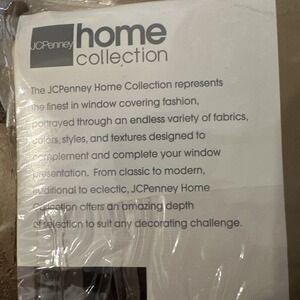 JCPenney home
collection
The JCPenney Home Collection represents
the finest in window covering fashion,
portrayed through an endless variety of fabrics,
colors, styles, and textures designed to
complement and complete your window
presentation. From classic to modern,
traditional to eclectic, JCPenney Home
Collection offers an amazing depth
of selection to suit any decorating challenge.